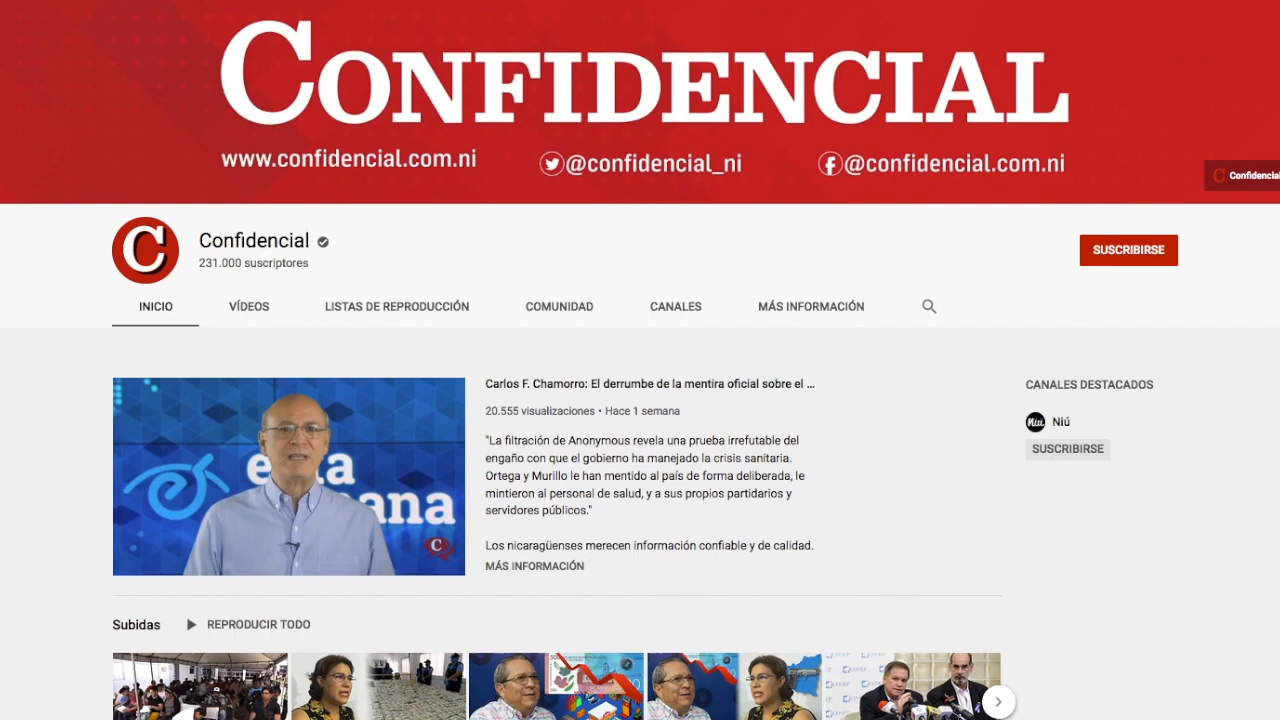 CONFIDENCIAL
www.confidencial.com.ni
@confidencial_ni
@confidencial.com.ni
C Confidencial
C
Confidencial
231.000 suscriptores
SUSCRIBIRSE
INICIO
VÍDEOS
LISTAS DE REPRODUCCIÓN
COMUNIDAD
CANALES
MÁS INFORMACIÓN
Carlos F. Chamorro: El derrumbe de la mentira oficial sobre el ...
20.555 visualizaciones • Hace 1 semana
"La filtración de Anonymous revela una prueba irrefutable del
engaño con que el gobierno ha manejado la crisis sanitaria.
Ortega y Murillo le han mentido al país de forma deliberada, le
mintieron al personal de salud, y a sus propios partidarios y
servidores públicos."
Los nicaragüenses merecen información confiable y de calidad.
MÁS INFORMACIÓN
CANALES DESTACADOS
Niú
Niú
SUSCRIBIRSE
C
Subidas
REPRODUCIR TODO